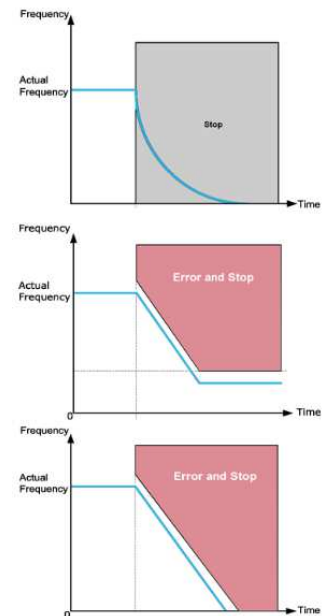 Frequency
Actual
Frequency
Stop
Time
Frequency
Error and Stop
Actual
Frequency
0
Time
Frequency
Error and Stop
Actual
Frequency
0
Time